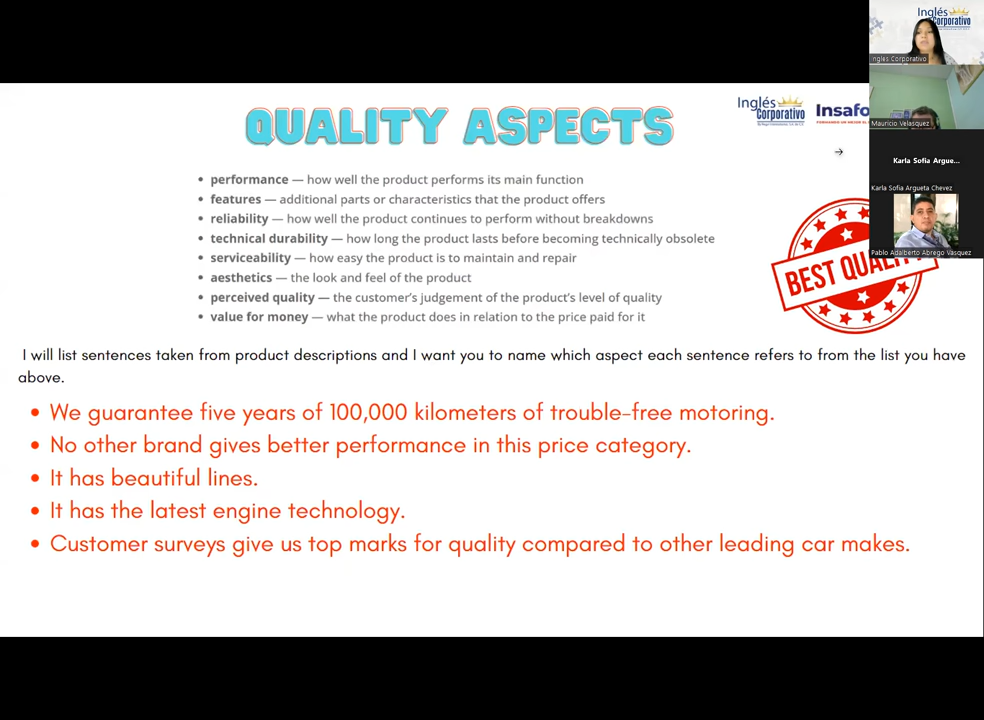 Inglés
Corporativo
Ingles Corporativo
QUALITY ASPECTS
Inglés
Corporativo
Insafo
Mauricio Velasquez
→
Karla Sofia Argue...
Karla Sofia Argueta Chevez
Pablo Adalberto Abrego Vasquez
• performance — how well the product performs its main function
• features — additional parts or characteristics that the product offers
• reliability — how well the product continues to perform without breakdowns
• technical durability — how long the product lasts before becoming technically obsolete
• serviceability — how easy the product is to maintain and repair
• aesthetics — the look and feel of the product
• perceived quality — the customer's judgement of the product's level of quality
• value for money — what the product does in relation to the price paid for it
BEST QUALITY
I will list sentences taken from product descriptions and I want you to name which aspect each sentence refers to from the list you have
above.
• We guarantee five years of 100,000 kilometers of trouble-free motoring.
• No other brand gives better performance in this price category.
• It has beautiful lines.
• It has the latest engine technology.
• Customer surveys give us top marks for quality compared to other leading car makes.